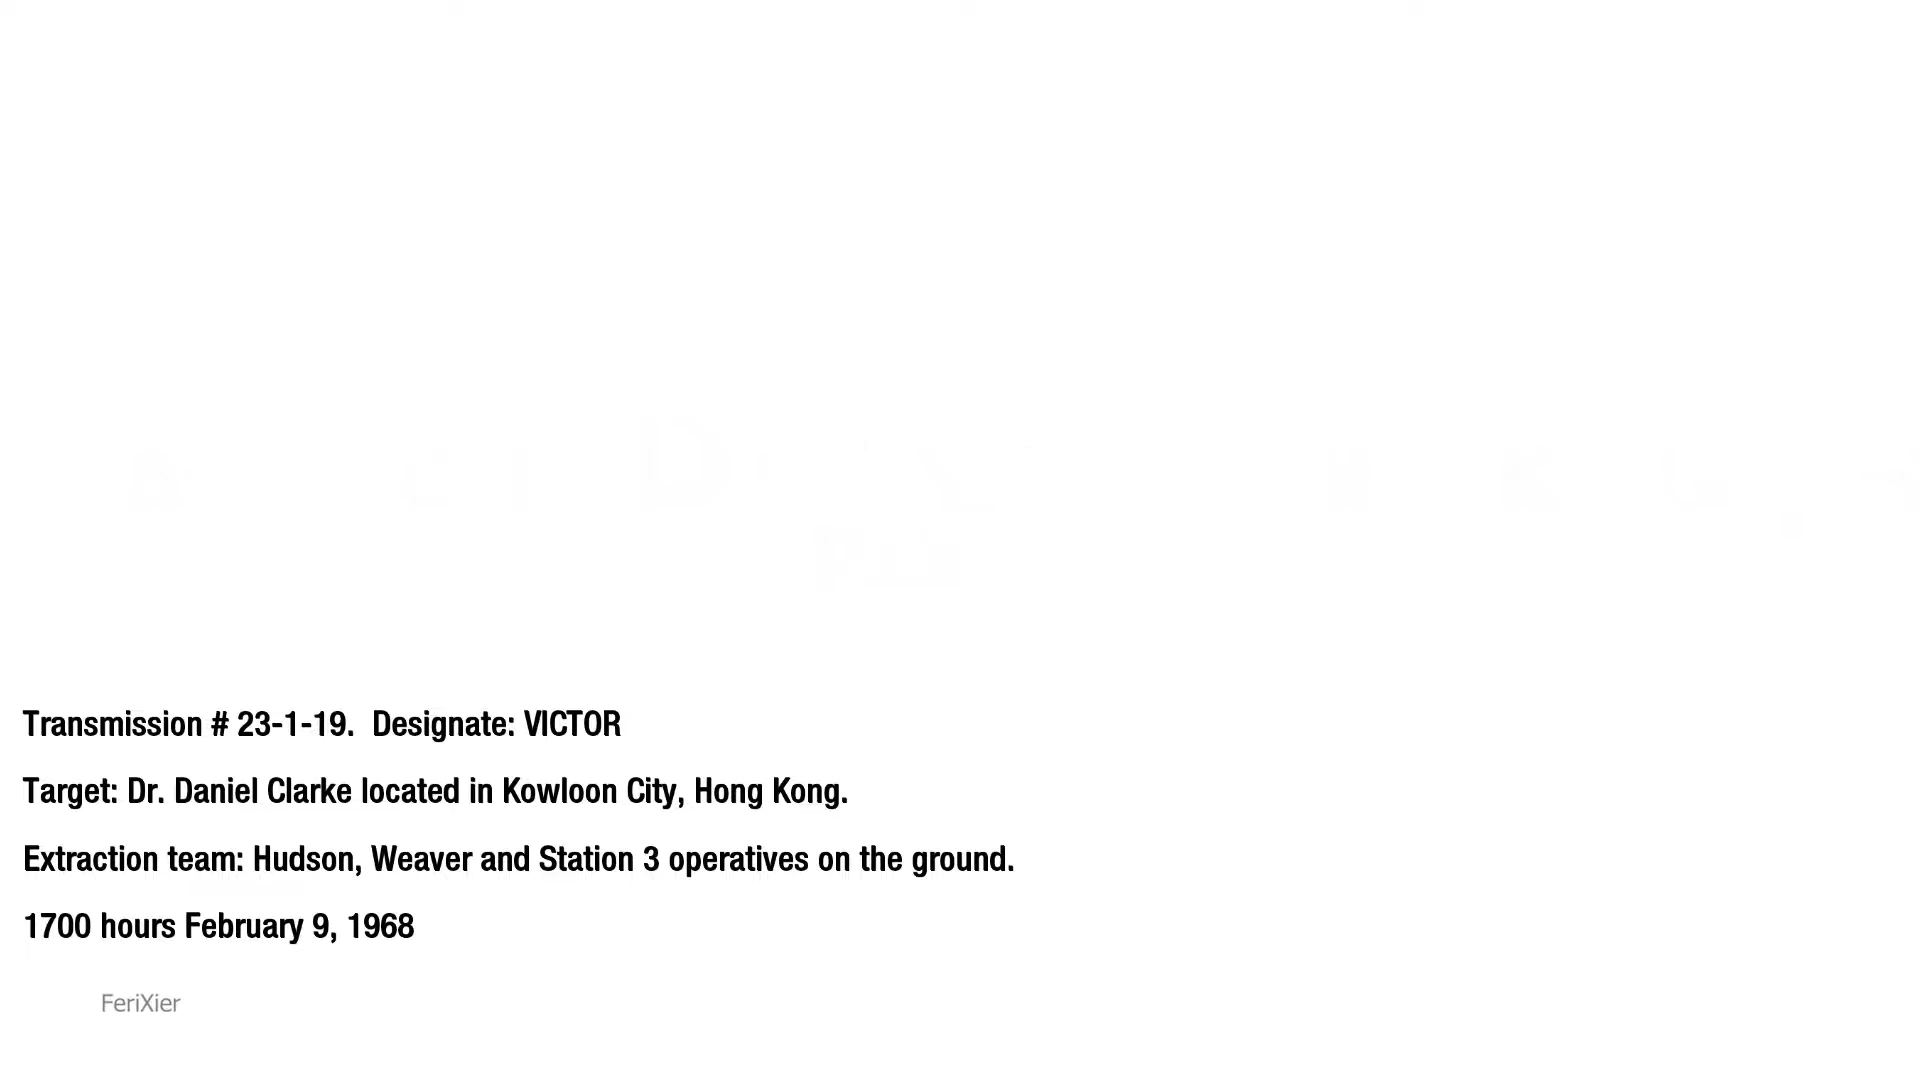 Transmission # 23-1-19.  Designate: VICTOR
Target: Dr. Daniel Clarke located in Kowloon City, Hong Kong.
Extraction team: Hudson, Weaver and Station 3 operatives on the ground.
1700 hours February 9, 1968
FeriXier